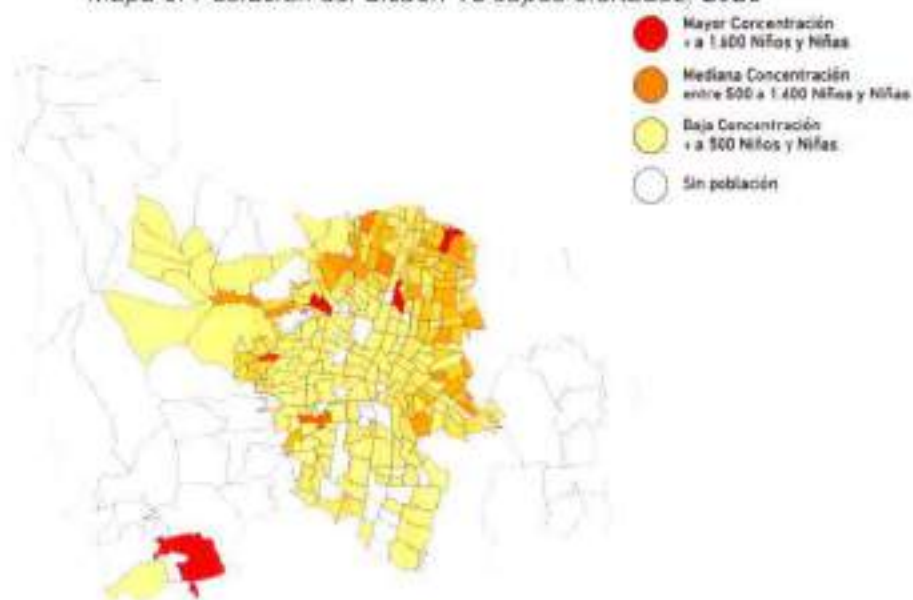 Mayor Concentración
+ a 1.600 Niños y Niñas
Mediana Concentración
entre 500 a 1.600 Niños y Niñas
Baja Concentración
+ a 500 Niños y Niñas
Sin población